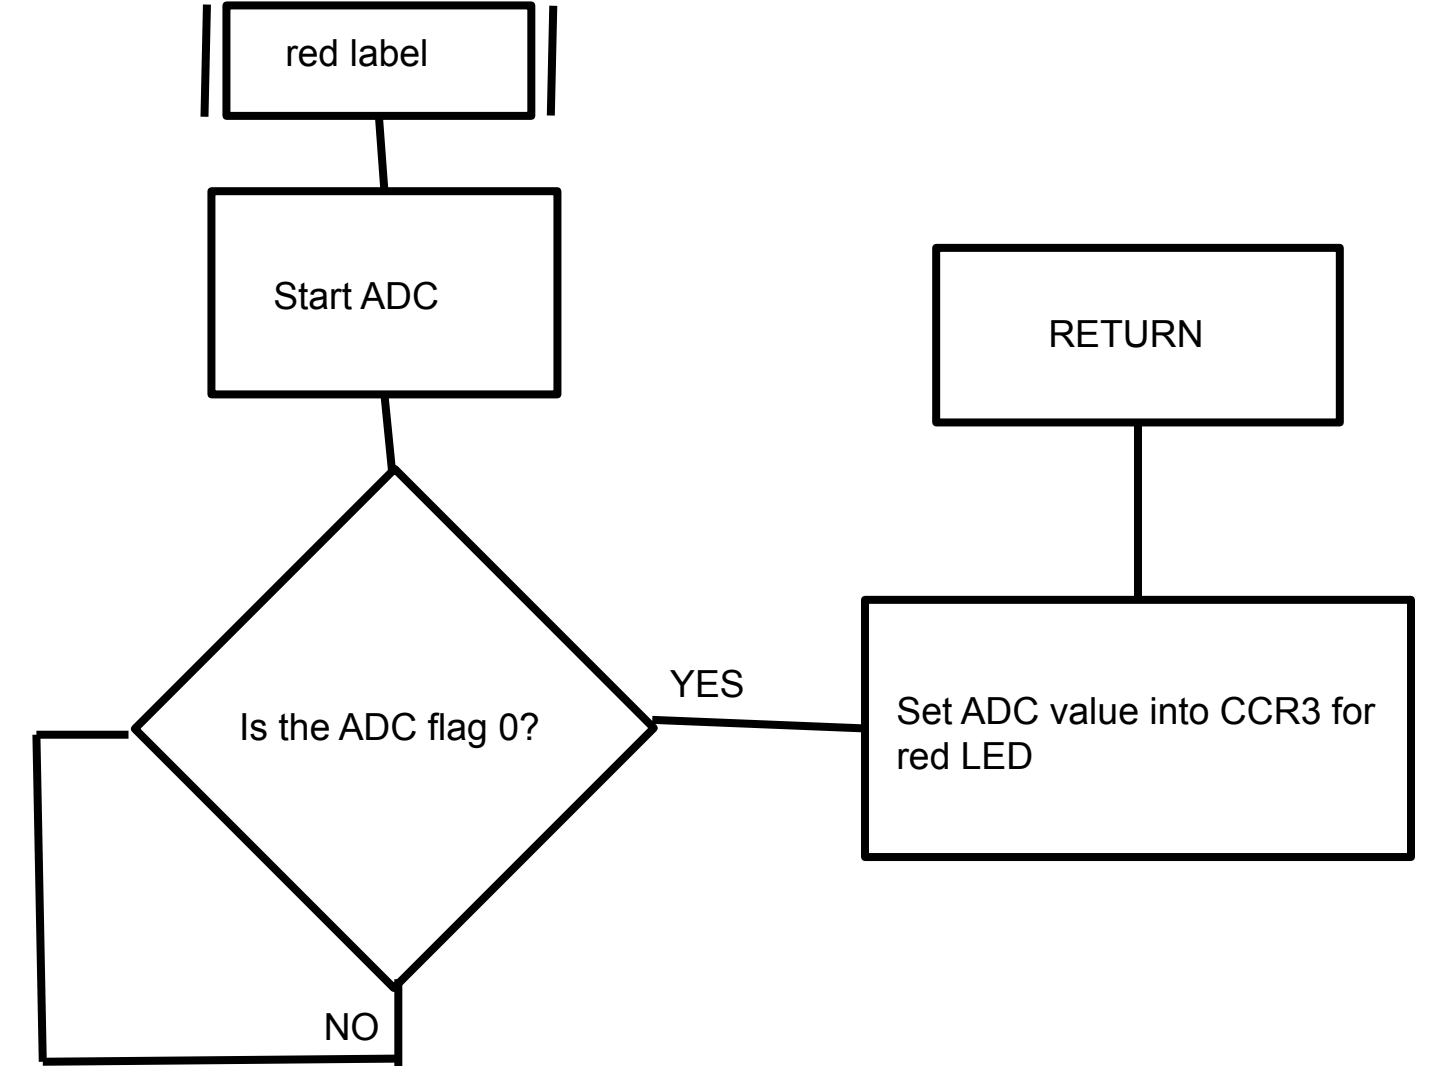 red label
Start ADC
RETURN
Is the ADC flag 0?
YES
Set ADC value into CCR3 for
red LED
NO